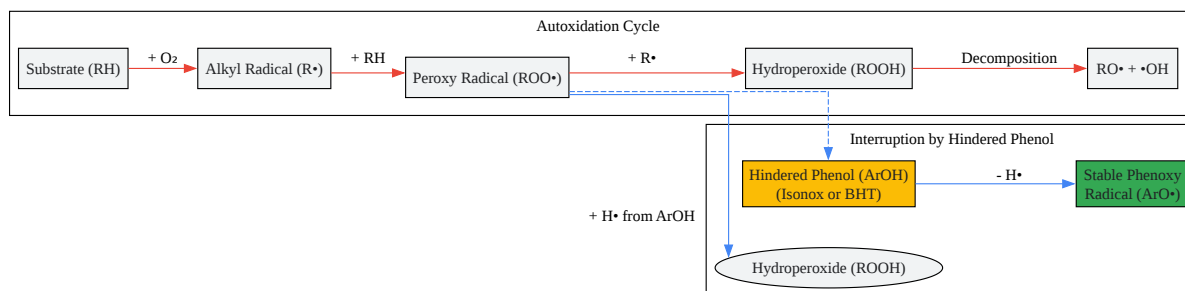 Autoxidation Cycle
Substrate (RH)
+ O₂
Alkyl Radical (R•)
+ RH
Peroxy Radical (ROO•)
+ R•
Hydroperoxide (ROOH)
Decomposition
RO• + •OH
Interruption by Hindered Phenol
Hindered Phenol (ArOH)
(Isonox or BHT)
- H•
Stable Phenoxy
Radical (ArO•)
+ H• from ArOH
Hydroperoxide (ROOH)